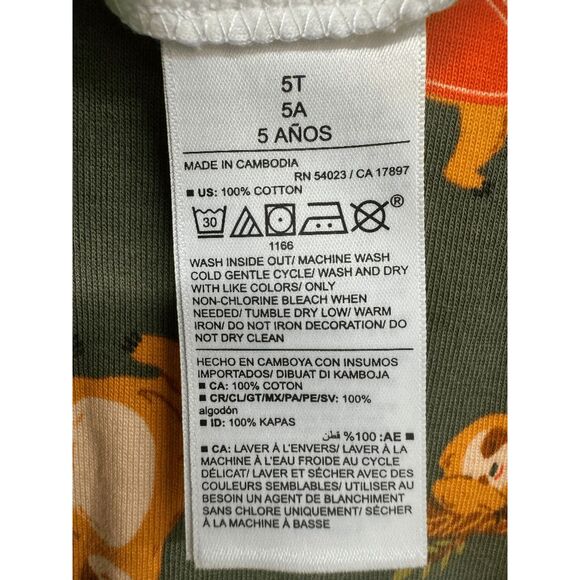 5T
5A
5 AÑOS
MADE IN CAMBODIA
RN 54023 / CA 17897
■ US: 100% COTTON
30 ®
1166
WASH INSIDE OUT/ MACHINE WASH
COLD GENTLE CYCLE/ WASH AND DRY
WITH LIKE COLORS/ ONLY
NON-CHLORINE BLEACH WHEN
NEEDED/ TUMBLE DRY LOW/ WARM
IRON/ DO NOT IRON DECORATION/ DO
NOT DRY CLEAN
HECHO EN CAMBOYA CON INSUMOS
IMPORTADOS/ DIBUAT DI KAMBOJA
■ CA: 100% COTON
■ CR/CL/GT/MX/PA/PE/SV: 100%
algodón
■ ID: 100% KAPAS
■ AE: 100% قطن
■ CA: LAVER À L'ENVERS/ LAVER À LA
MACHINE À L'EAU FROIDE AU CYCLE
DÉLICAT/ LAVER ET SÉCHER AVEC DES
COULEURS SEMBLABLES/ UTILISER AU
BESOIN UN AGENT DE BLANCHIMENT
SANS CHLORE UNIQUEMENT/ SÉCHER
À LA MACHINE À BASSE